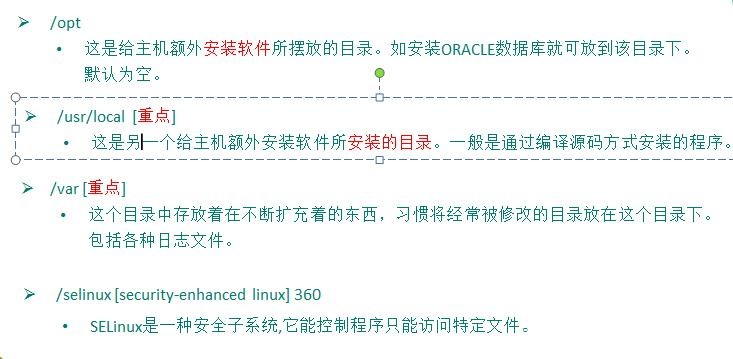 /opt
这是给主机额外安装软件所摆放的目录。如安装ORACLE数据库就可放到该目录下。
默认为空。
/usr/local [重点]
这是另一个给主机额外安装软件所安装的目录。一般是通过编译源码方式安装的程序。
/var [重点]
这个目录中存放着在不断扩充着的东西，习惯将经常被修改的目录放在这个目录下。
包括各种日志文件。
/selinux [security-enhanced linux] 360
SELinux是一种安全子系统,它能控制程序只能访问特定文件。